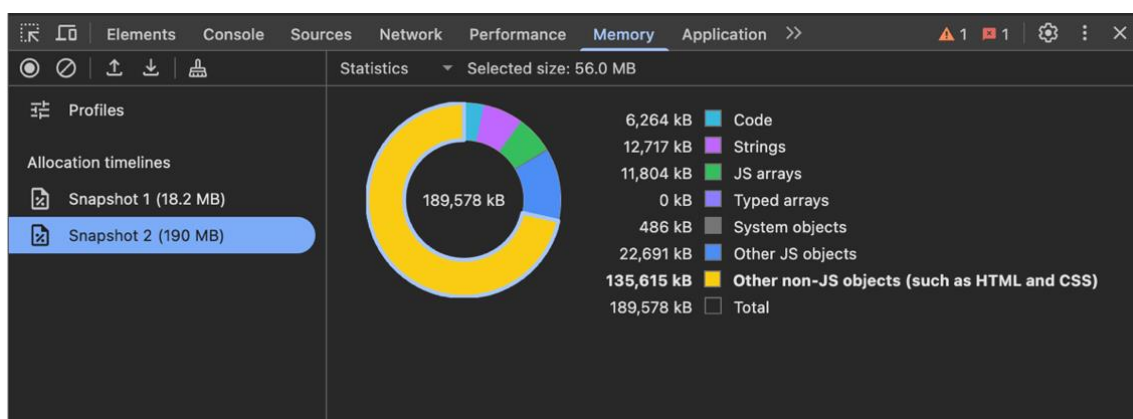 Elements Console Sources Network Performance Memory Application 1 1
Statistics Selected size: 56.0 MB
Profiles
Allocation timelines
Snapshot 1 (18.2 MB)
Snapshot 2 (190 MB)
189,578 kB
6,264 kB Code
12,717 kB Strings
11,804 kB JS arrays
0 kB Typed arrays
486 kB System objects
22,691 kB Other JS objects
135,615 kB Other non-JS objects (such as HTML and CSS)
189,578 kB Total